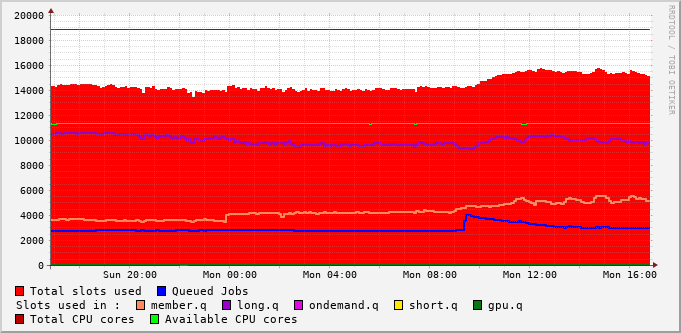 RRDTOOL / TOBI OETIKER
20000
18000
16000
14000
12000
10000
8000
6000
4000
2000
0
Sun 20:00 Mon 00:00 Mon 04:00 Mon 08:00 Mon 12:00 Mon 16:00
Total slots used Queued Jobs
Slots used in : member.q long.q ondemand.q short.q gpu.q
Total CPU cores Available CPU cores